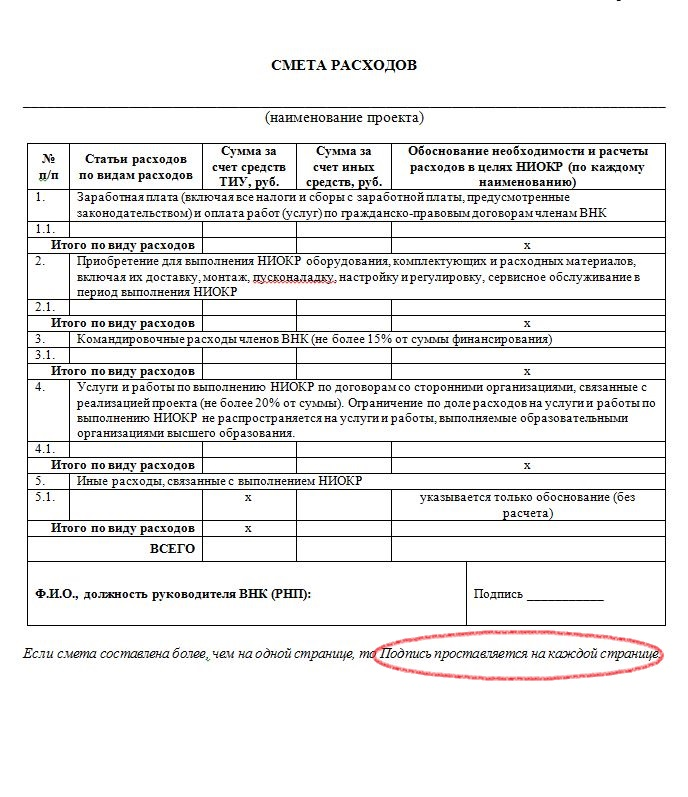 СМЕТА РАСХОДОВ
(наименование проекта)
№ п/п
Статьи расходов по видам расходов
Сумма за счет средств ТИУ, руб.
Сумма за счет иных средств, руб.
Обоснование необходимости и расчеты расходов в целях НИОКР (по каждому наименованию)
1. Заработная плата (включая все налоги и сборы с заработной платы, предусмотренные
законодательством) и оплата работ (услуг) по гражданско-правовым договорам членам ВНК
1.1.
Итого по виду расходов х
2. Приобретение для выполнения НИОКР оборудования, комплектующих и расходных материалов,
включая их доставку, монтаж, пусконаладку, настройку и регулировку, сервисное обслуживание в
период выполнения НИОКР
2.1.
Итого по виду расходов х
3. Командировочные расходы членов ВНК (не более 15% от суммы финансирования)
3.1.
Итого по виду расходов х
4. Услуги и работы по выполнению НИОКР по договорам со сторонними организациями, связанные с
реализацией проекта (не более 20% от суммы). Ограничение по доле расходов на услуги и работы по
выполнению НИОКР не распространяется на услуги и работы, выполняемые образовательными
организациями высшего образования.
4.1.
Итого по виду расходов х
5. Иные расходы, связанные с выполнением НИОКР
5.1. х указывается только обоснование (без
расчета)
Итого по виду расходов х
ВСЕГО
Ф.И.О., должность руководителя ВНК (РНП): Подпись ___________
Если смета составлена более, чем на одной странице, то Подпись проставляется на каждой странице.